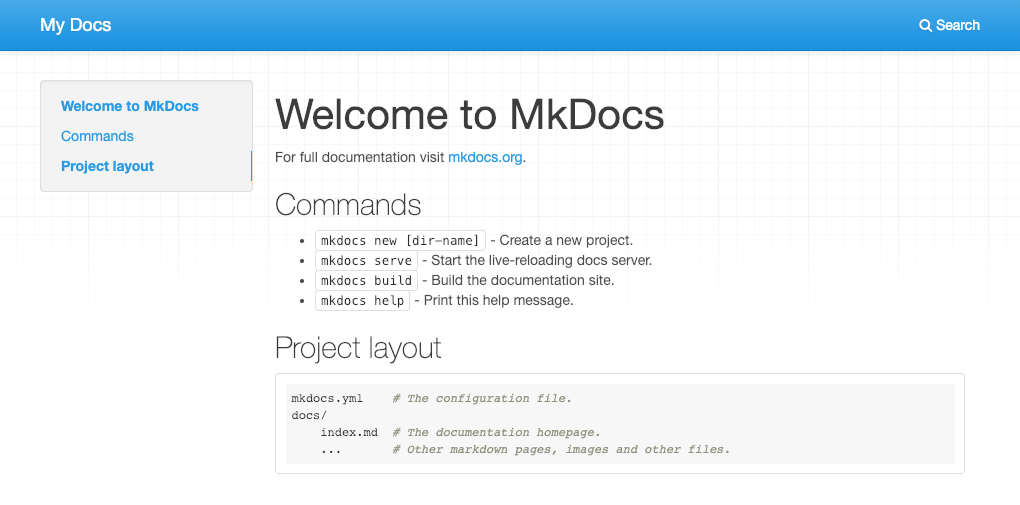 My Docs
Search
Welcome to MkDocs
Commands
Project layout
Welcome to MkDocs
For full documentation visit mkdocs.org.
Commands
mkdocs new [dir-name] - Create a new project.
mkdocs serve - Start the live-reloading docs server.
mkdocs build - Build the documentation site.
mkdocs help - Print this help message.
Project layout
mkdocs.yml    # The configuration file.
docs/
    index.md  # The documentation homepage.
    ...       # Other markdown pages, images and other files.